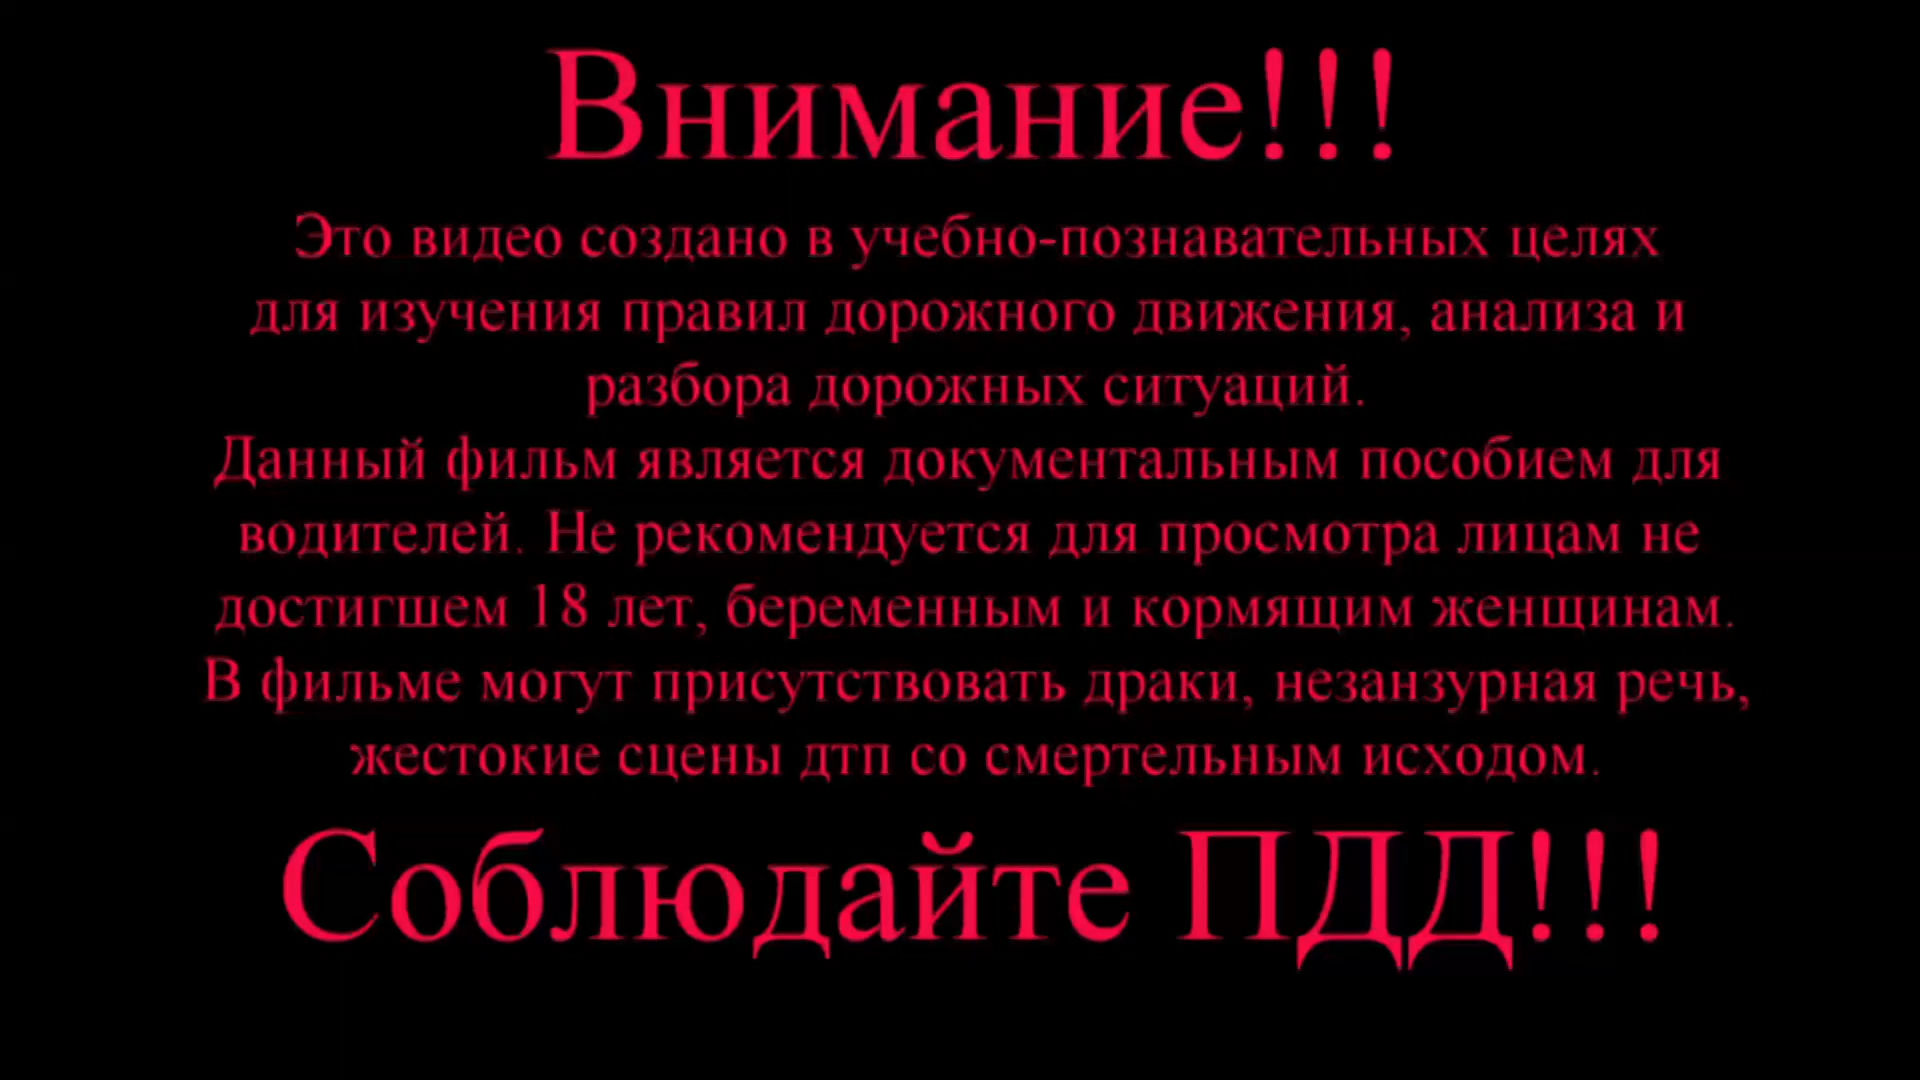 Внимание!!!
Это видео создано в учебно-познавательных целях
для изучения правил дорожного движения, анализа и
разбора дорожных ситуаций.
Данный фильм является документальным пособием для
водителей. Не рекомендуется для просмотра лицам не
достигшем 18 лет, беременным и кормящим женщинам.
В фильме могут присутствовать драки, незанзурная речь,
жестокие сцены дтп со смертельным исходом.
Соблюдайте ПДД!!!